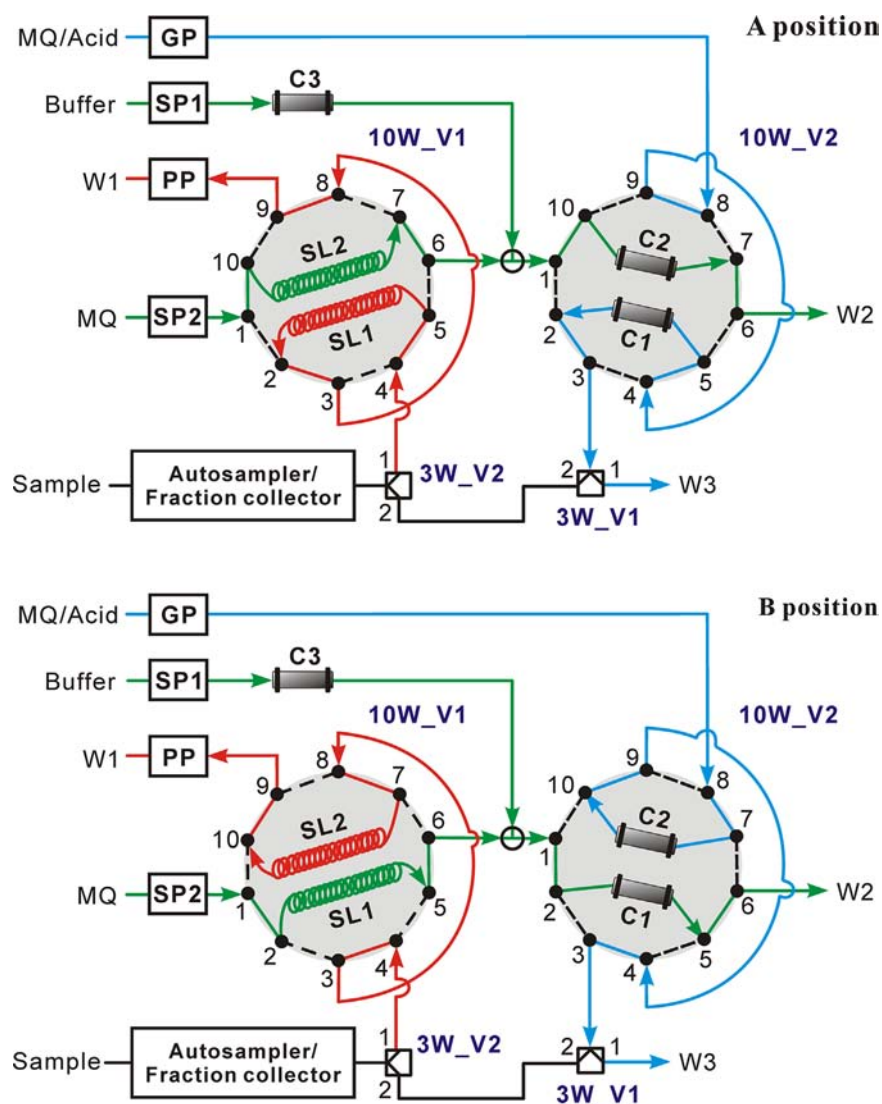 A position
MQ/Acid GP
Buffer SP1 C3
10W_V1 10W_V2
W1 PP
8 7 9 8
9 6 10 7
10 SL2 C2
1 SL1 5 1 C1 6
MQ SP2 W2
2 3 4 2 3 4 5
Sample Autosampler/
Fraction collector
1 3W_V2 2 1 W3
2 3W_V1
B position
MQ/Acid GP
Buffer SP1 C3
10W_V1 10W_V2
W1 PP
8 7 9 8
9 6 10 7
10 SL2 C2
1 SL1 5 1 C1 6
MQ SP2 W2
2 3 4 2 3 4 5
Sample Autosampler/
Fraction collector
1 3W_V2 2 1 W3
2 3W_V1